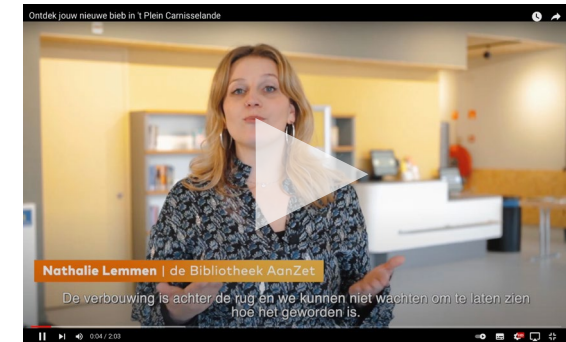 Ontdek jouw nieuwe bieb in 't Plein Carnisselande
Nathalie Lemmen | de Bibliotheek AanZet
De verbouwing is achter de rug en we kunnen niet wachten om te laten zien
hoe het geworden is.
0:04 / 2:03